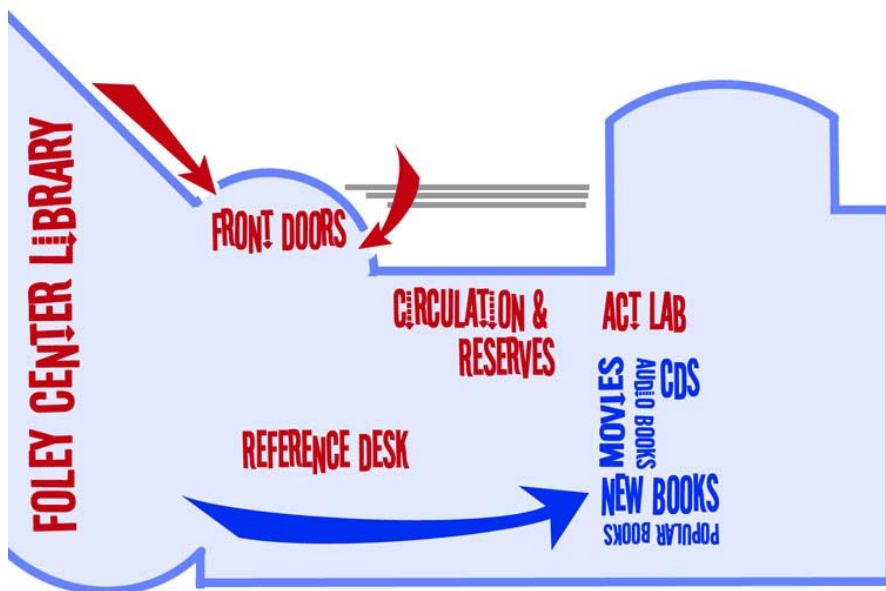 FOLEY CENTER LIBRARY
FRONT DOORS
CIRCULATION &
RESERVES
ACT LAB
REFERENCE DESK
MOVIES
AUDIO BOOKS
CDS
NEW BOOKS
POPULAR BOOKS